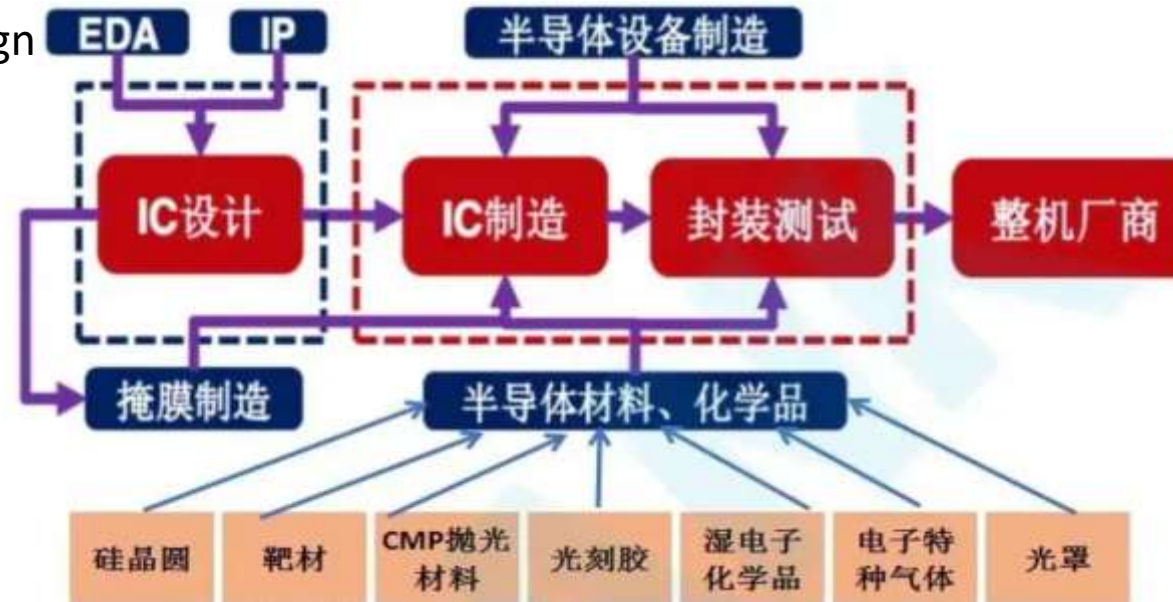 gn
EDA
IP
半导体设备制造
IC设计
IC制造
封装测试
整机厂商
掩膜制造
半导体材料、化学品
硅晶圆
靶材
CMP抛光
材料
光刻胶
湿电子
化学品
电子特
种气体
光罩